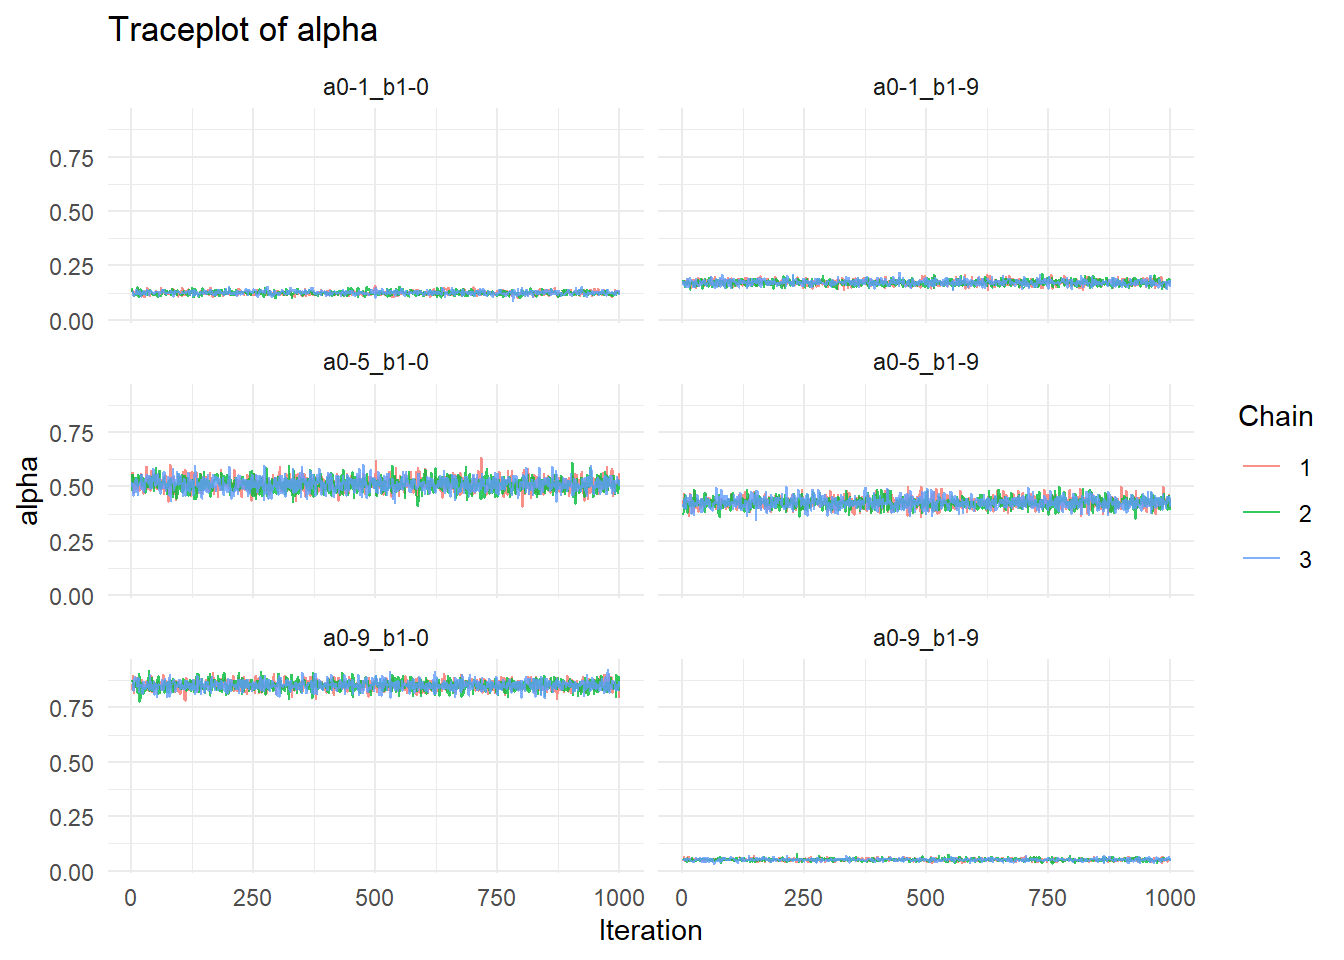 Traceplot of alpha
a0-1_b1-0 a0-1_b1-9
0.75
0.50
0.25
0.00
a0-5_b1-0 a0-5_b1-9
0.75
0.50
0.25
0.00
alpha
a0-9_b1-0 a0-9_b1-9
0.75
0.50
0.25
0.00
0 250 500 750 1000 0 250 500 750 1000
Iteration
Chain
1
2
3